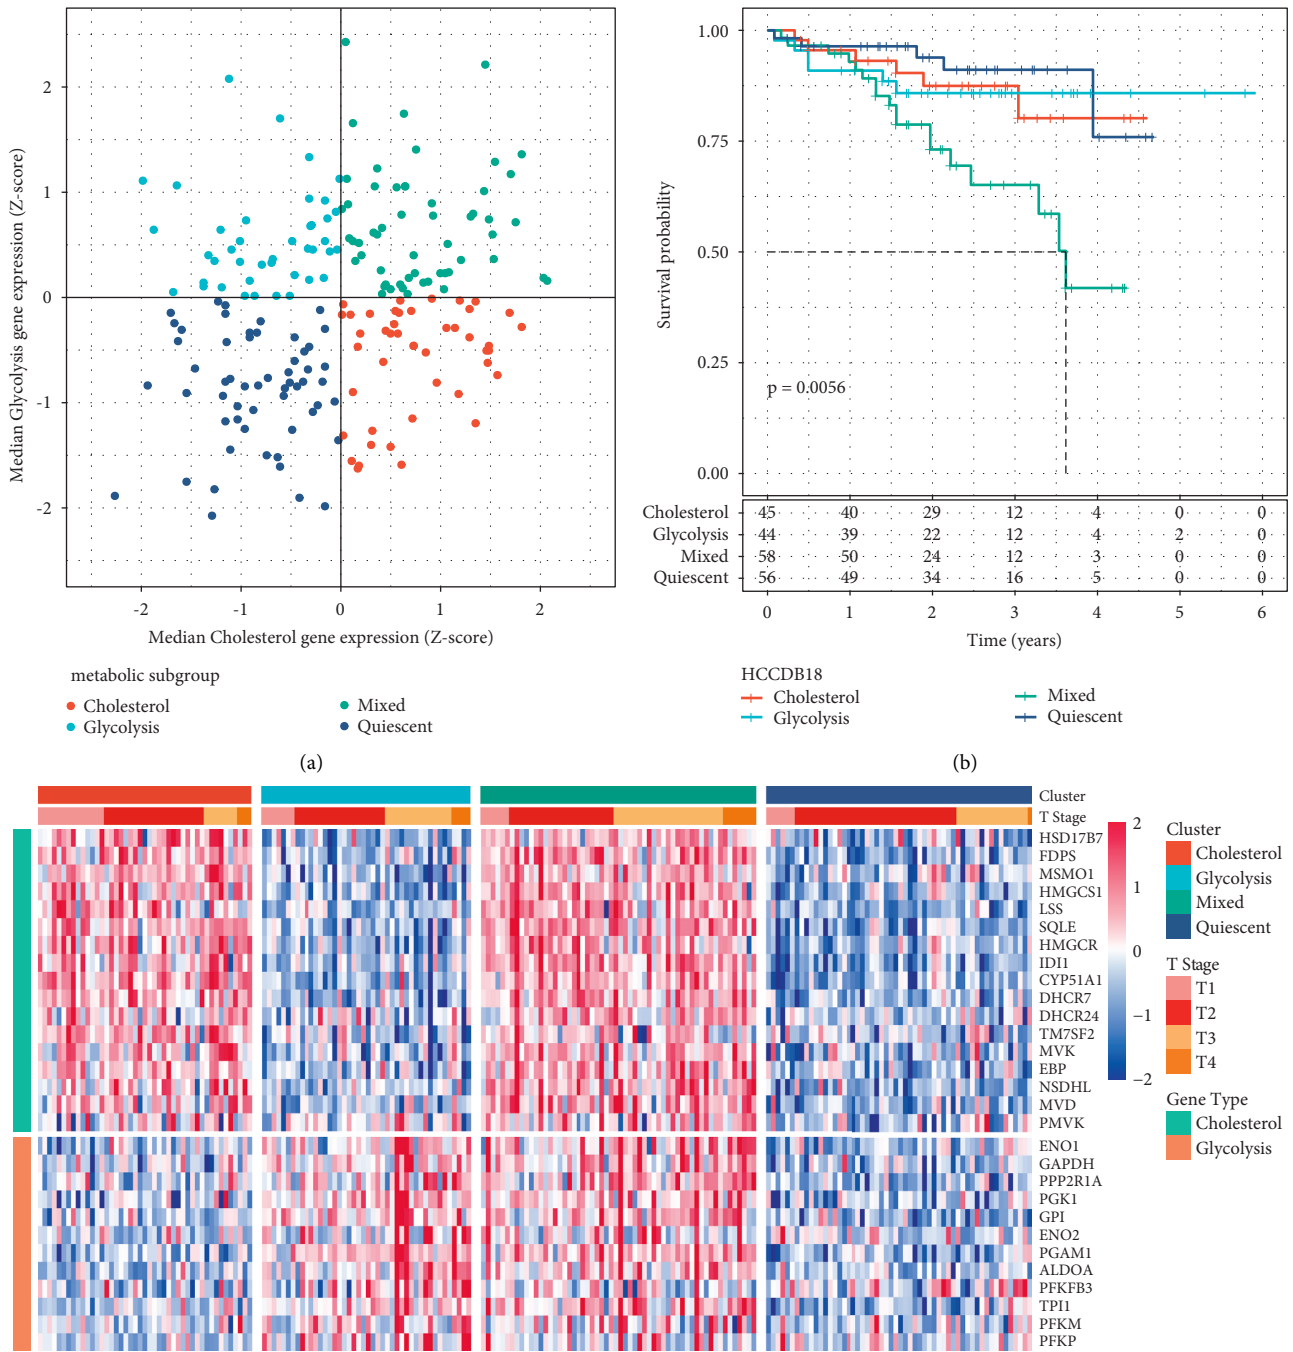 Median Glycolysis gene expression (Z-score)
2
1
0
-1
-2
-2 -1 0 1 2
Median Cholesterol gene expression (Z-score)
metabolic subgroup
Cholesterol
Glycolysis
Mixed
Quiescent
(a)
Survival probability
1.00
0.75
0.50
0.25
0.00
p = 0.0056
Cholesterol 45 40 29 12 4 0 0
Glycolysis 44 39 22 12 4 2 0
Mixed 58 50 24 12 3 0 0
Quiescent 56 49 34 16 5 0 0
0 1 2 3 4 5 6
Time (years)
HCCDB18
Cholesterol
Glycolysis
Mixed
Quiescent
(b)
Cluster
T Stage
HSD17B7
FDPS
MSMO1
HMGCS1
LSS
SQLE
HMGCR
IDI1
CYP51A1
DHCR7
DHCR24
TM7SF2
MVK
EBP
NSDHL
MVD
PMVK
ENO1
GAPDH
PPP2R1A
PGK1
GPI
ENO2
PGAM1
ALDOA
PFKFB3
TPI1
PFKM
PFKP
2
1
0
−1
−2
Cluster
Cholesterol
Glycolysis
Mixed
Quiescent
T Stage
T1
T2
T3
T4
Gene Type
Cholesterol
Glycolysis